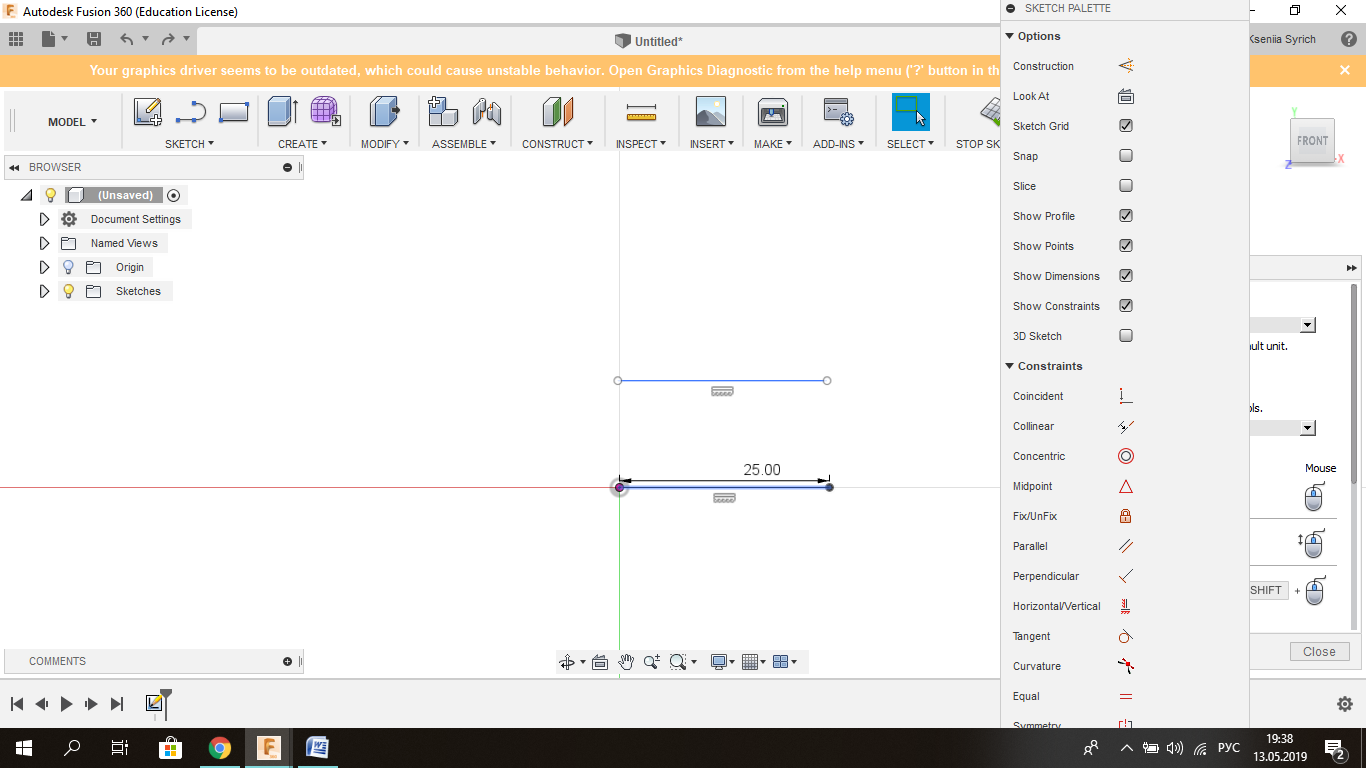 Autodesk Fusion 360 (Education License)
SKETCH PALETTE
Untitled*
Kseniia Syrich
Your graphics driver seems to be outdated, which could cause unstable behavior. Open Graphics Diagnostic from the help menu ('?' button in th
MODEL
SKETCH
CREATE
MODIFY
ASSEMBLE
CONSTRUCT
INSPECT
INSERT
MAKE
ADD-INS
SELECT
STOP SK
Y
FRONT
X
Z
BROWSER
(Unsaved)
Document Settings
Named Views
Origin
Sketches
25.00
Options
Construction
Look At
Sketch Grid
Snap
Slice
Show Profile
Show Points
Show Dimensions
Show Constraints
3D Sketch
Constraints
Coincident
Collinear
Concentric
Midpoint
Fix/UnFix
Parallel
Perpendicular
Horizontal/Vertical
Tangent
Curvature
Equal
Symmetry
ult unit.
ols.
Mouse
SHIFT
+
Close
COMMENTS
РУС
19:38
13.05.2019
2